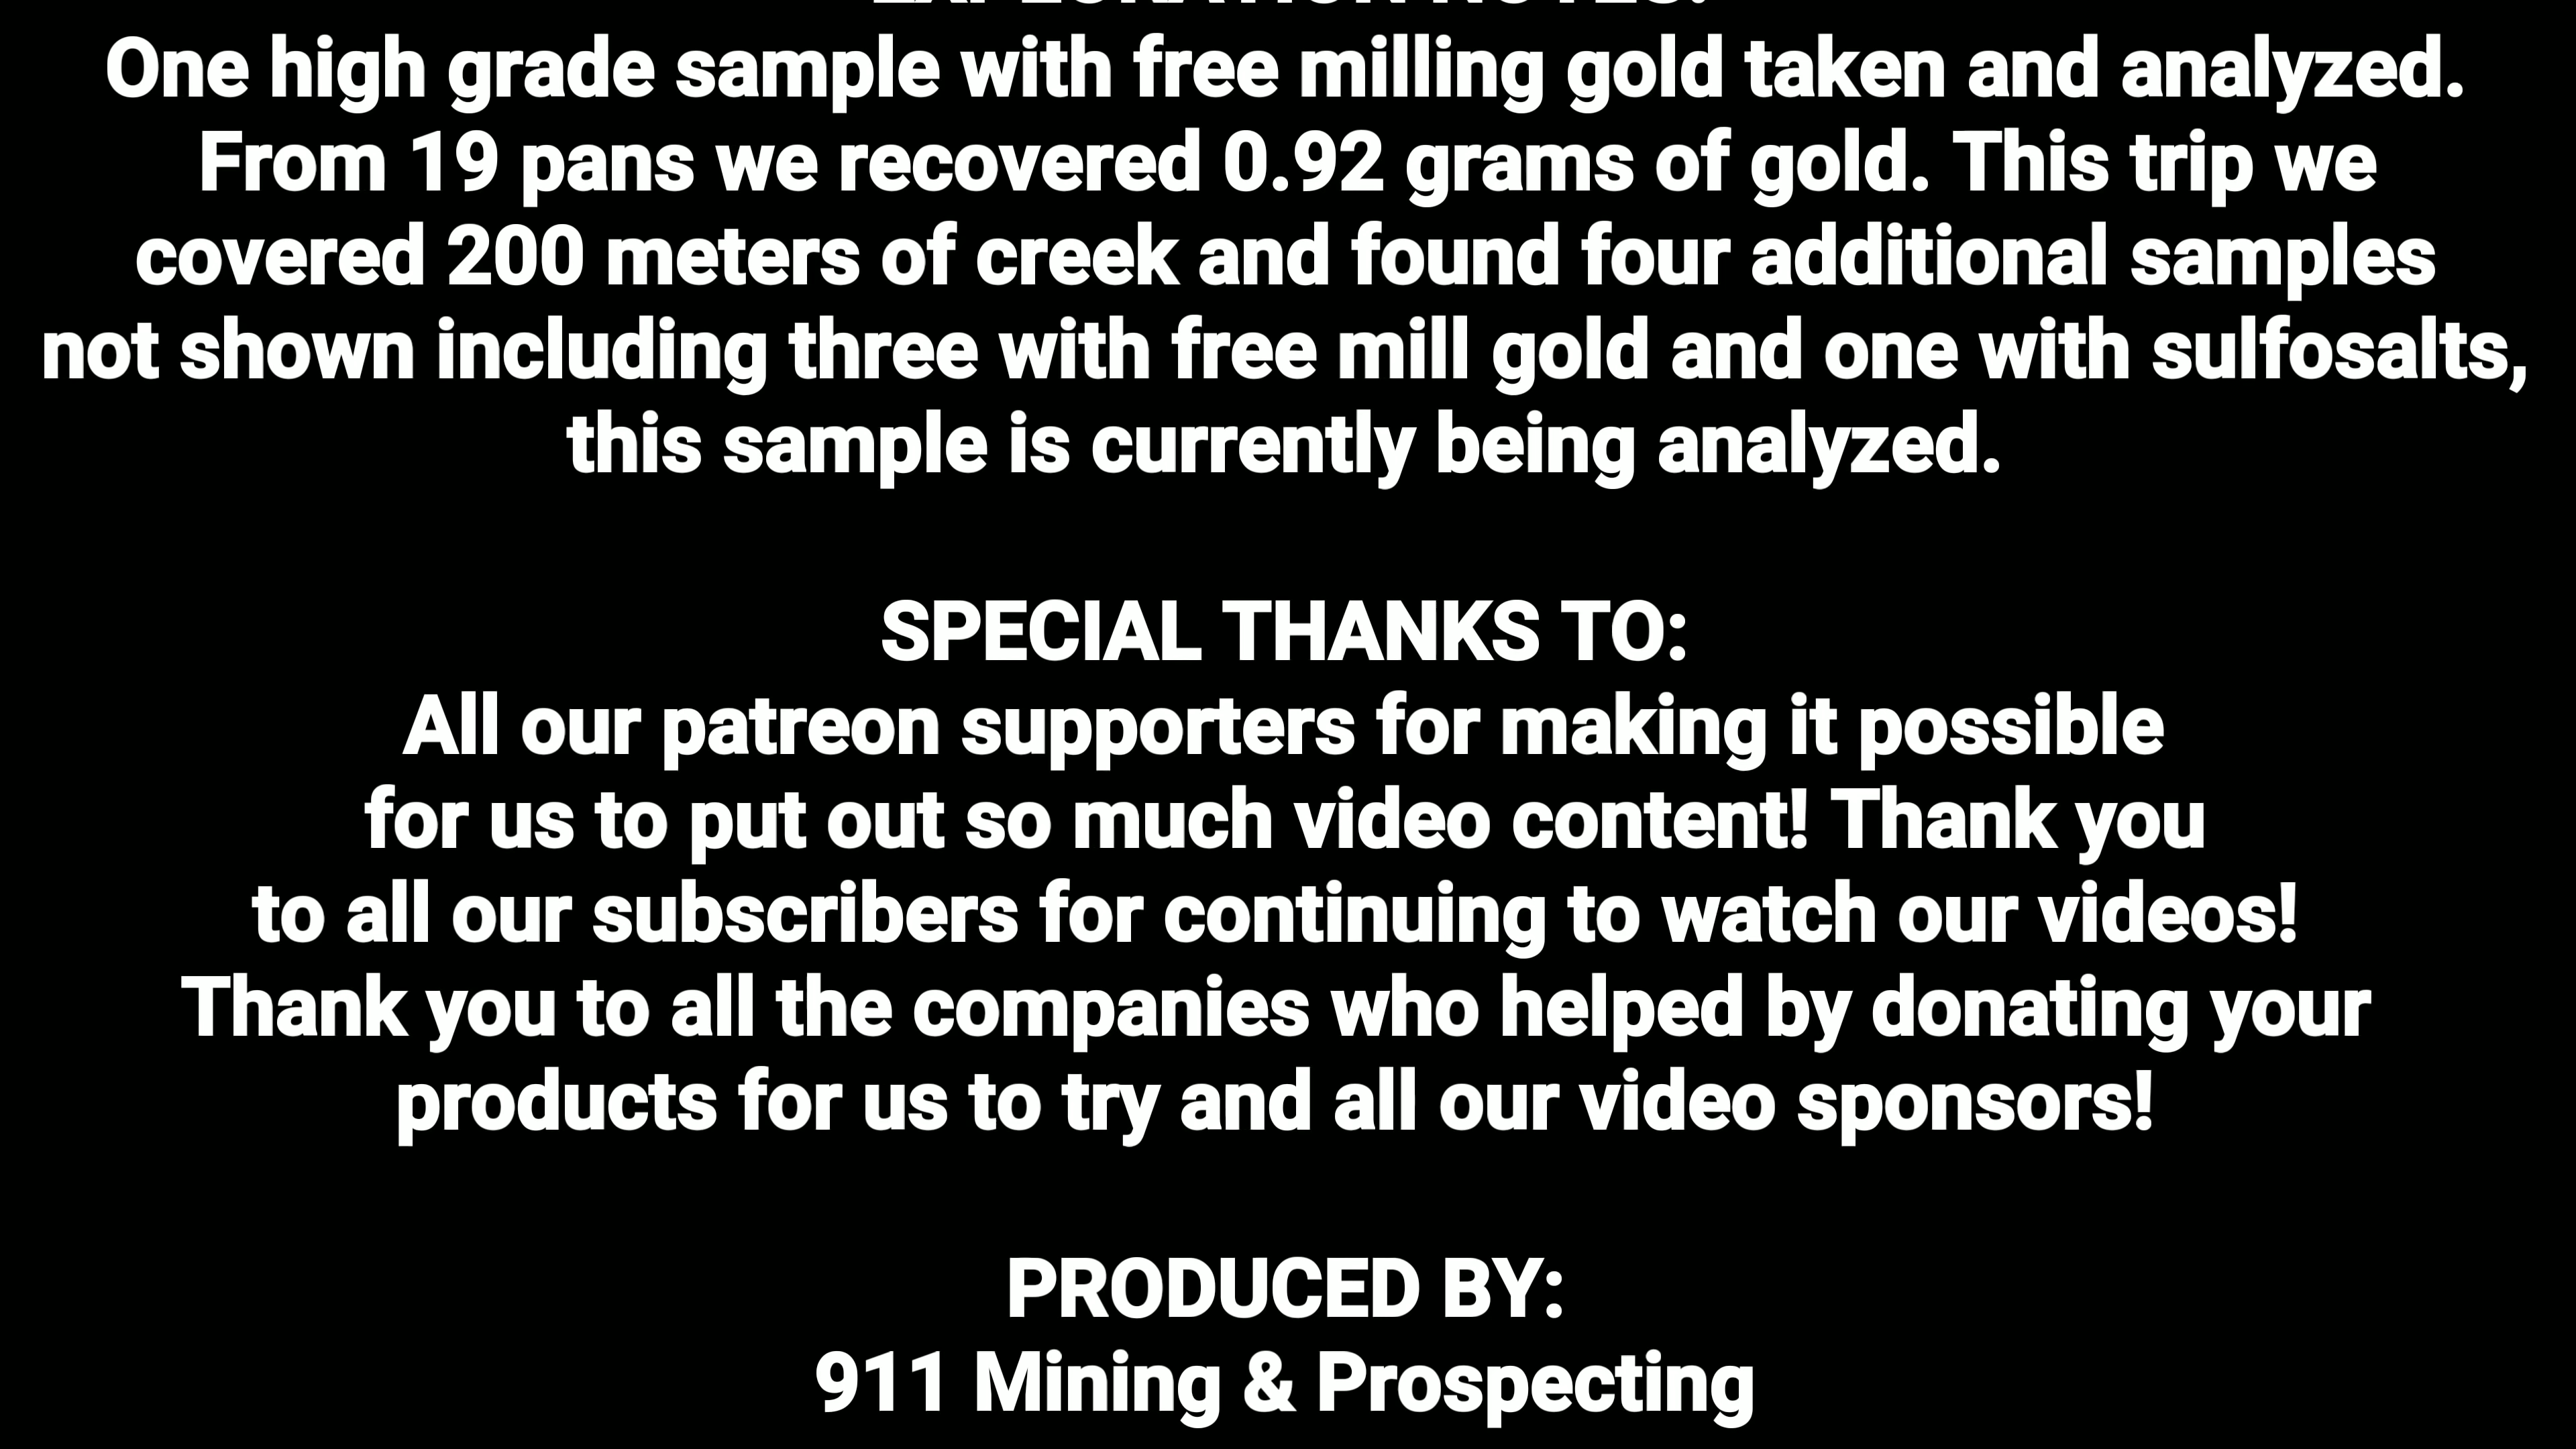 EXPLORATION NOTES:
One high grade sample with free milling gold taken and analyzed.
From 19 pans we recovered 0.92 grams of gold. This trip we
covered 200 meters of creek and found four additional samples
not shown including three with free mill gold and one with sulfosalts,
this sample is currently being analyzed.
SPECIAL THANKS TO:
All our patreon supporters for making it possible
for us to put out so much video content! Thank you
to all our subscribers for continuing to watch our videos!
Thank you to all the companies who helped by donating your
products for us to try and all our video sponsors!
PRODUCED BY:
911 Mining & Prospecting